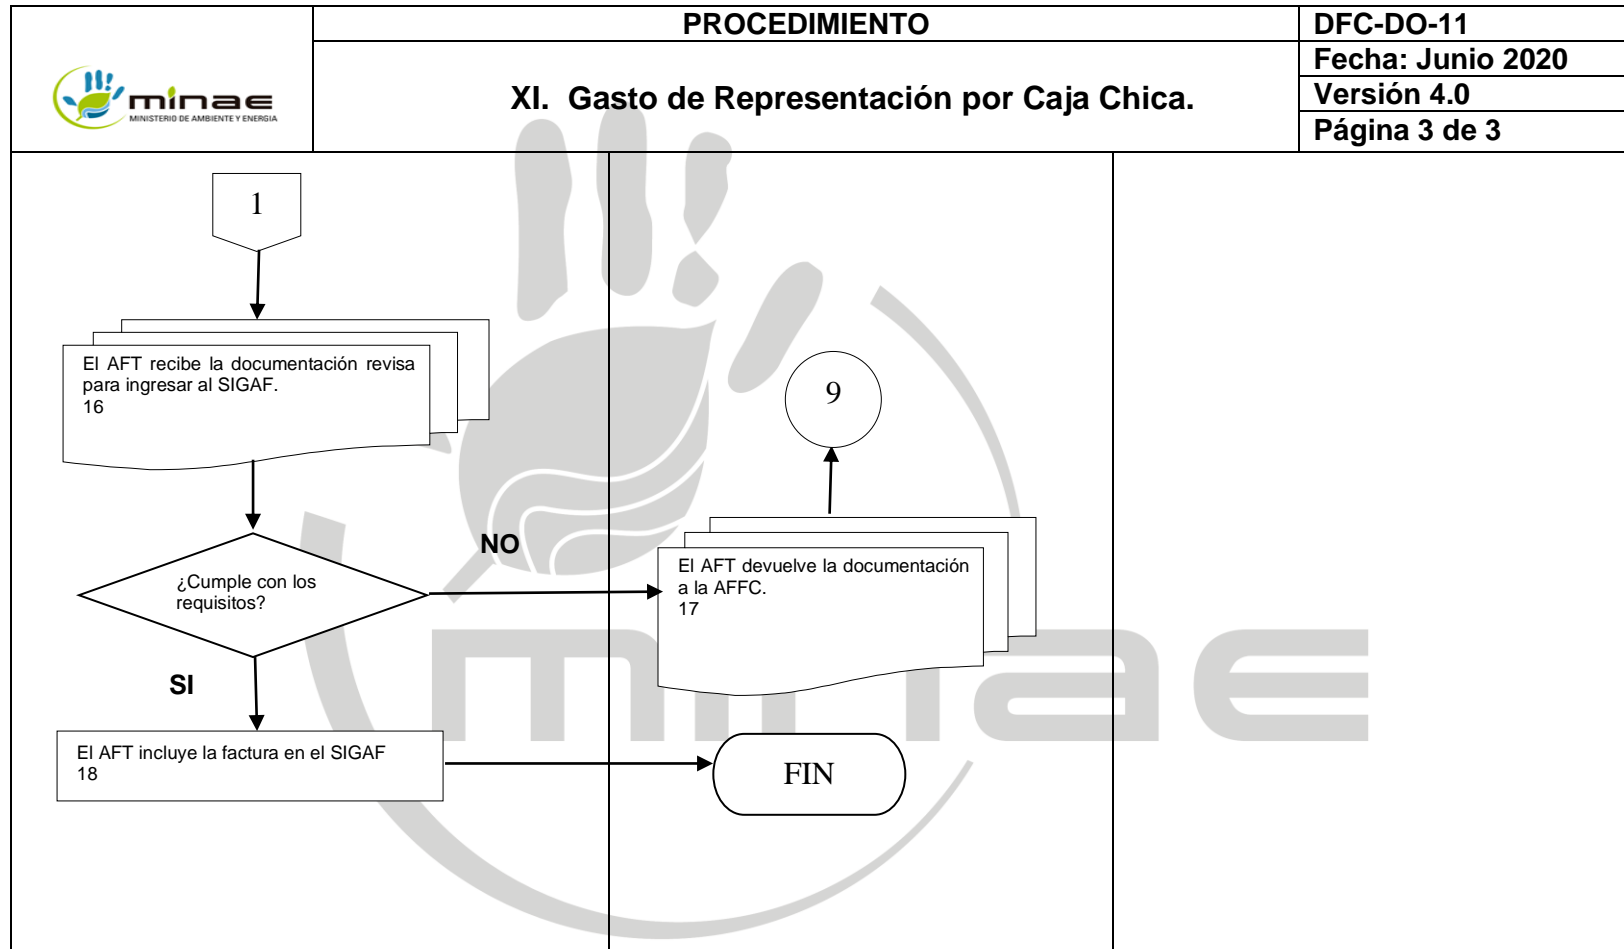 PROCEDIMIENTO
DFC-DO-11
Fecha: Junio 2020
minae
MINISTERIO DE AMBIENTE Y ENERGIA
XI. Gasto de Representación por Caja Chica.
Versión 4.0
Página 3 de 3
1
El AFT recibe la documentación revisa
para ingresar al SIGAF.
16
9
NO
¿Cumple con los
requisitos?
El AFT devuelve la documentación
a la AFFC.
17
SI
El AFT incluye la factura en el SIGAF
18
FIN
minae